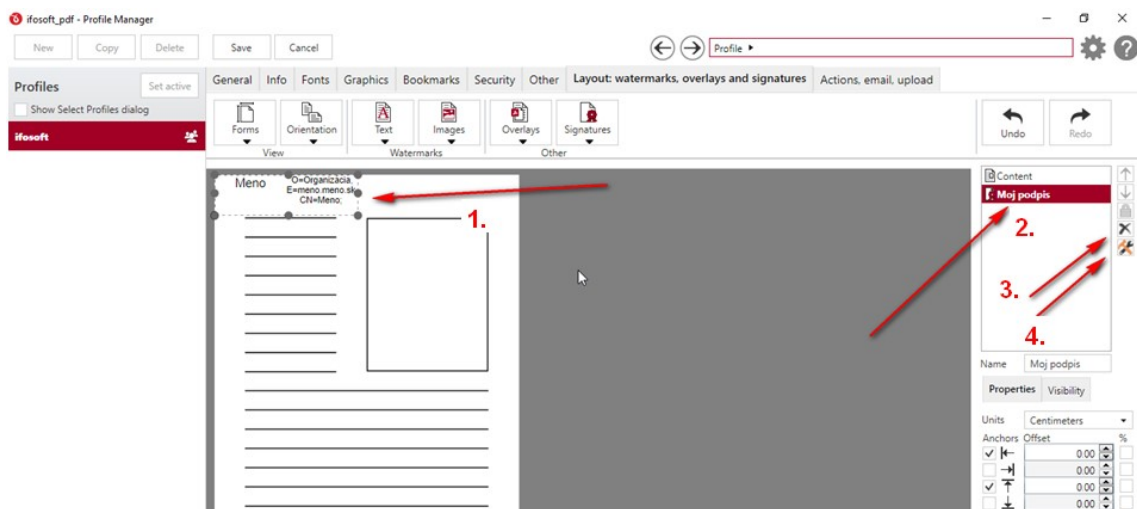 ifosoft_pdf - Profile Manager
New Copy Delete Save Cancel Profile
Profiles Set active
Show Select Profiles dialog
ifosoft
General Info Fonts Graphics Bookmarks Security Other Layout: watermarks, overlays and signatures Actions, email, upload
Forms Orientation Text Images Overlays Signatures Undo Redo
View Watermarks Other
Meno
O=Organizácia,
E=meno.meno.sk
CN=Meno;
1.
Content
Moj podpis
2.
3.
4.
Name Moj podpis
Properties Visibility
Units Centimeters
Anchors Offset %
0.00
0.00
0.00
0.00